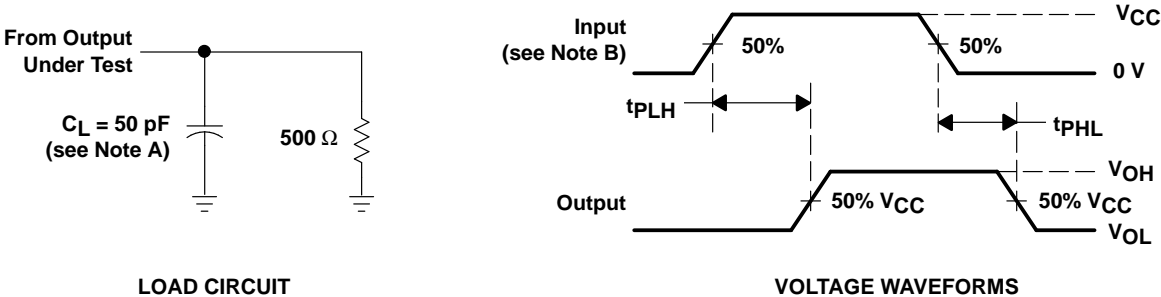 From Output
Under Test
CL = 50 pF
(see Note A)
500 Ω
LOAD CIRCUIT
Input
(see Note B)
50%
50%
VCC
0 V
tPLH
tPHL
Output
50% VCC
50% VCC
VOH
VOL
VOLTAGE WAVEFORMS